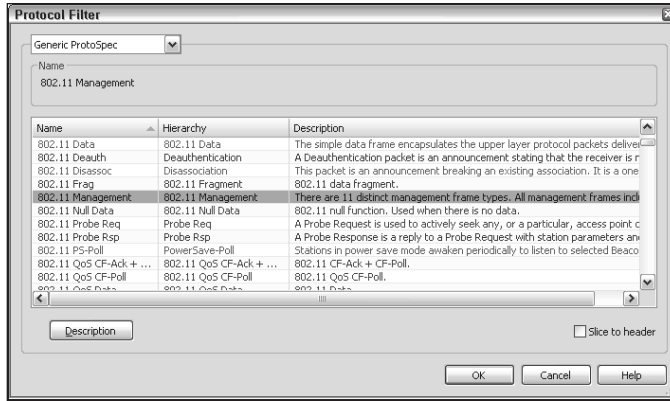 Protocol Filter
Generic ProtoSpec
Name
802.11 Management
Name Hierarchy Description
802.11 Data 802.11 Data The simple data frame encapsulates the upper layer protocol packets deliver
802.11 Deauth Deauthentication A Deauthentication packet is an announcement stating that the receiver is r
802.11 Disassoc Disassociation This packet is an announcement breaking an existing association. It is a one
802.11 Frag 802.11 Fragment 802.11 data fragment.
802.11 Management 802.11 Management There are 11 distinct management frame types. All management frames incl
802.11 Null Data 802.11 Null Data 802.11 null function. Used when there is no data.
802.11 Probe Req Probe Req A Probe Request is used to actively seek any, or a particular, access point
802.11 Probe Rsp Probe Rsp A Probe Response is a reply to a Probe Request with station parameters an
802.11 PS-Poll PowerSave-Poll Stations in power save mode awaken periodically to listen to selected Beaco
802.11 QoS CF-Ack + ... 802.11 QoS CF-Ack + ... 802.11 CF-Ack + CF-Poll.
802.11 QoS CF-Poll 802.11 QoS CF-Poll 802.11 QoS CF-Poll.
802.11 QoS Data 802.11 QoS Data 802.11 Data
Description
Slice to header
OK Cancel Help